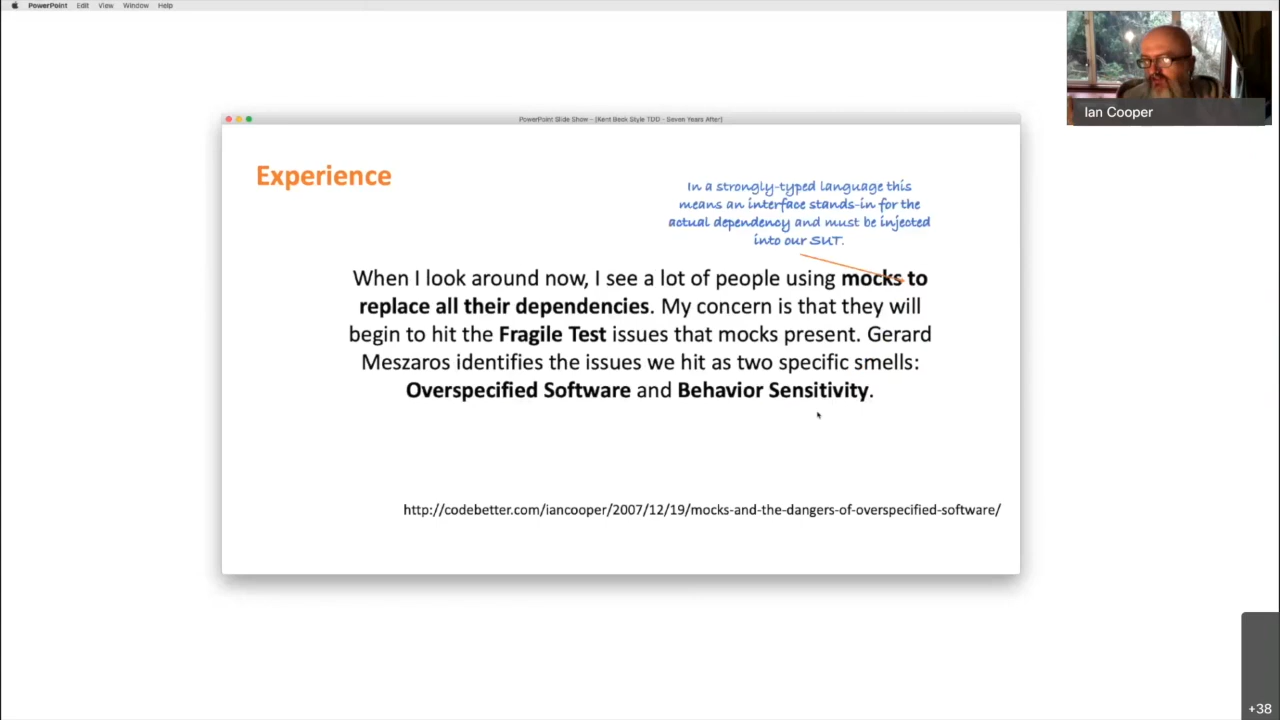 PowerPoint Edit View Window Help
Ian Cooper
PowerPoint Slide Show - [Kent Beck Style TDD - Seven Years After]
Experience
In a strongly-typed language this
means an interface stands-in for the
actual dependency and must be injected
into our SUT.
When I look around now, I see a lot of people using mocks to
replace all their dependencies. My concern is that they will
begin to hit the Fragile Test issues that mocks present. Gerard
Meszaros identifies the issues we hit as two specific smells:
Overspecified Software and Behavior Sensitivity.
http://codebetter.com/iancooper/2007/12/19/mocks-and-the-dangers-of-overspecified-software/
+38